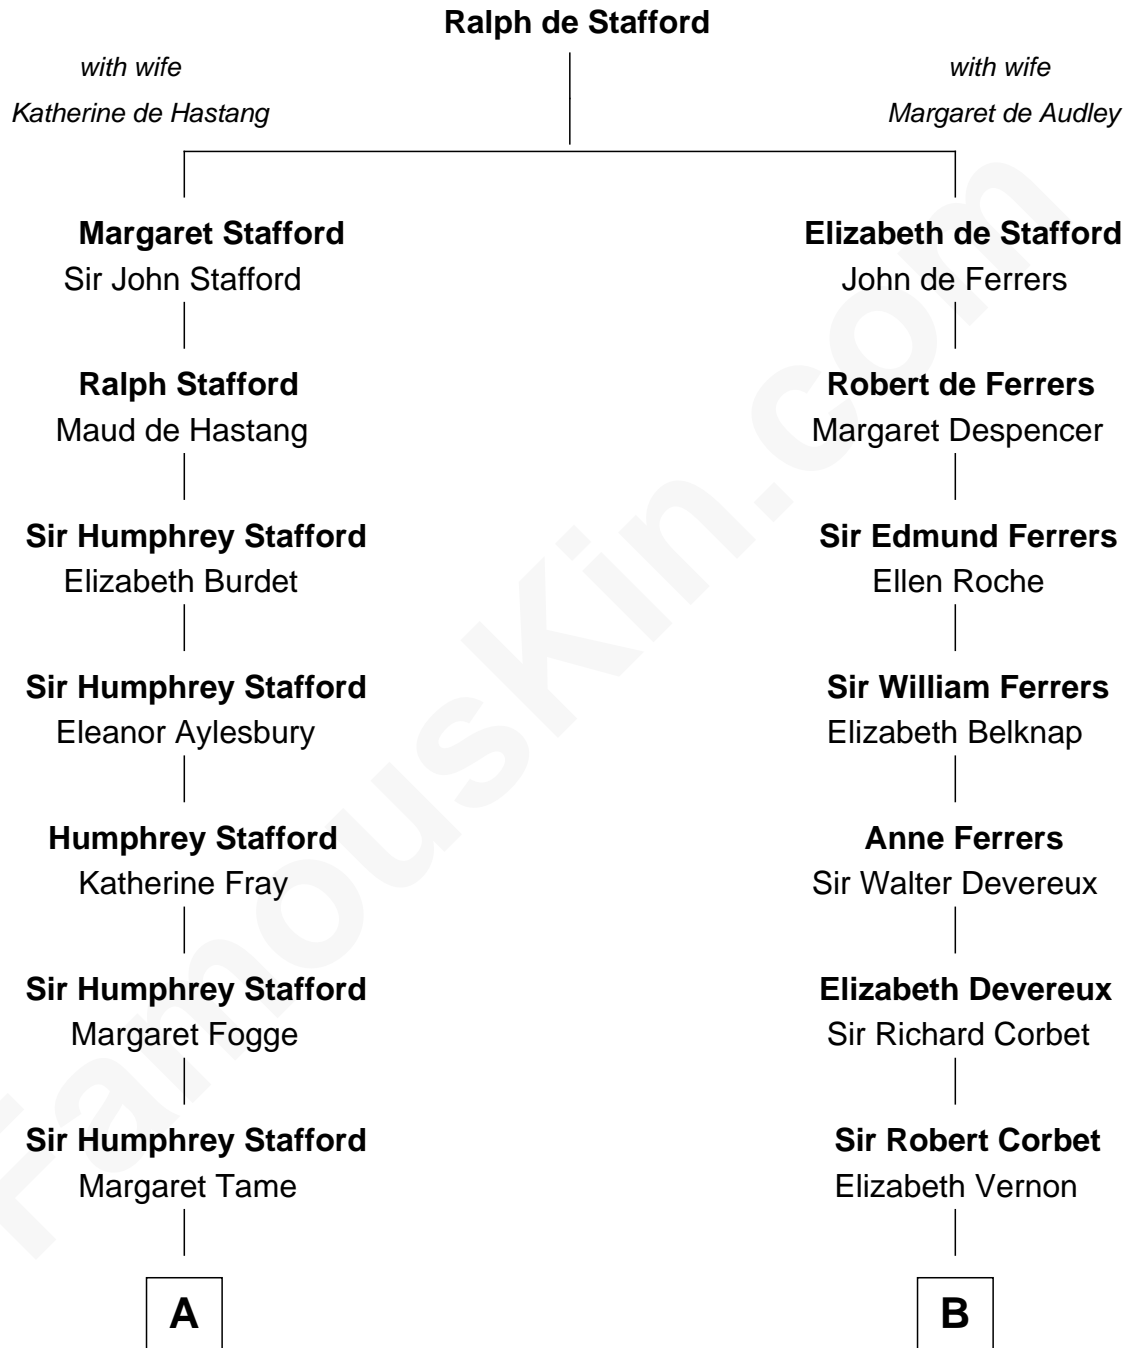 Ralph de Stafford
with wife
Katherine de Hastang
with wife
Margaret de Audley
Margaret Stafford
Sir John Stafford
Elizabeth de Stafford
John de Ferrers
Ralph Stafford
Maud de Hastang
Robert de Ferrers
Margaret Despencer
Sir Humphrey Stafford
Elizabeth Burdet
Sir Edmund Ferrers
Ellen Roche
Sir Humphrey Stafford
Eleanor Aylesbury
Sir William Ferrers
Elizabeth Belknap
Humphrey Stafford
Katherine Fray
Anne Ferrers
Sir Walter Devereux
Sir Humphrey Stafford
Margaret Fogge
Elizabeth Devereux
Sir Richard Corbet
Sir Humphrey Stafford
Margaret Tame
Sir Robert Corbet
Elizabeth Vernon
A
B
FamousKin.com